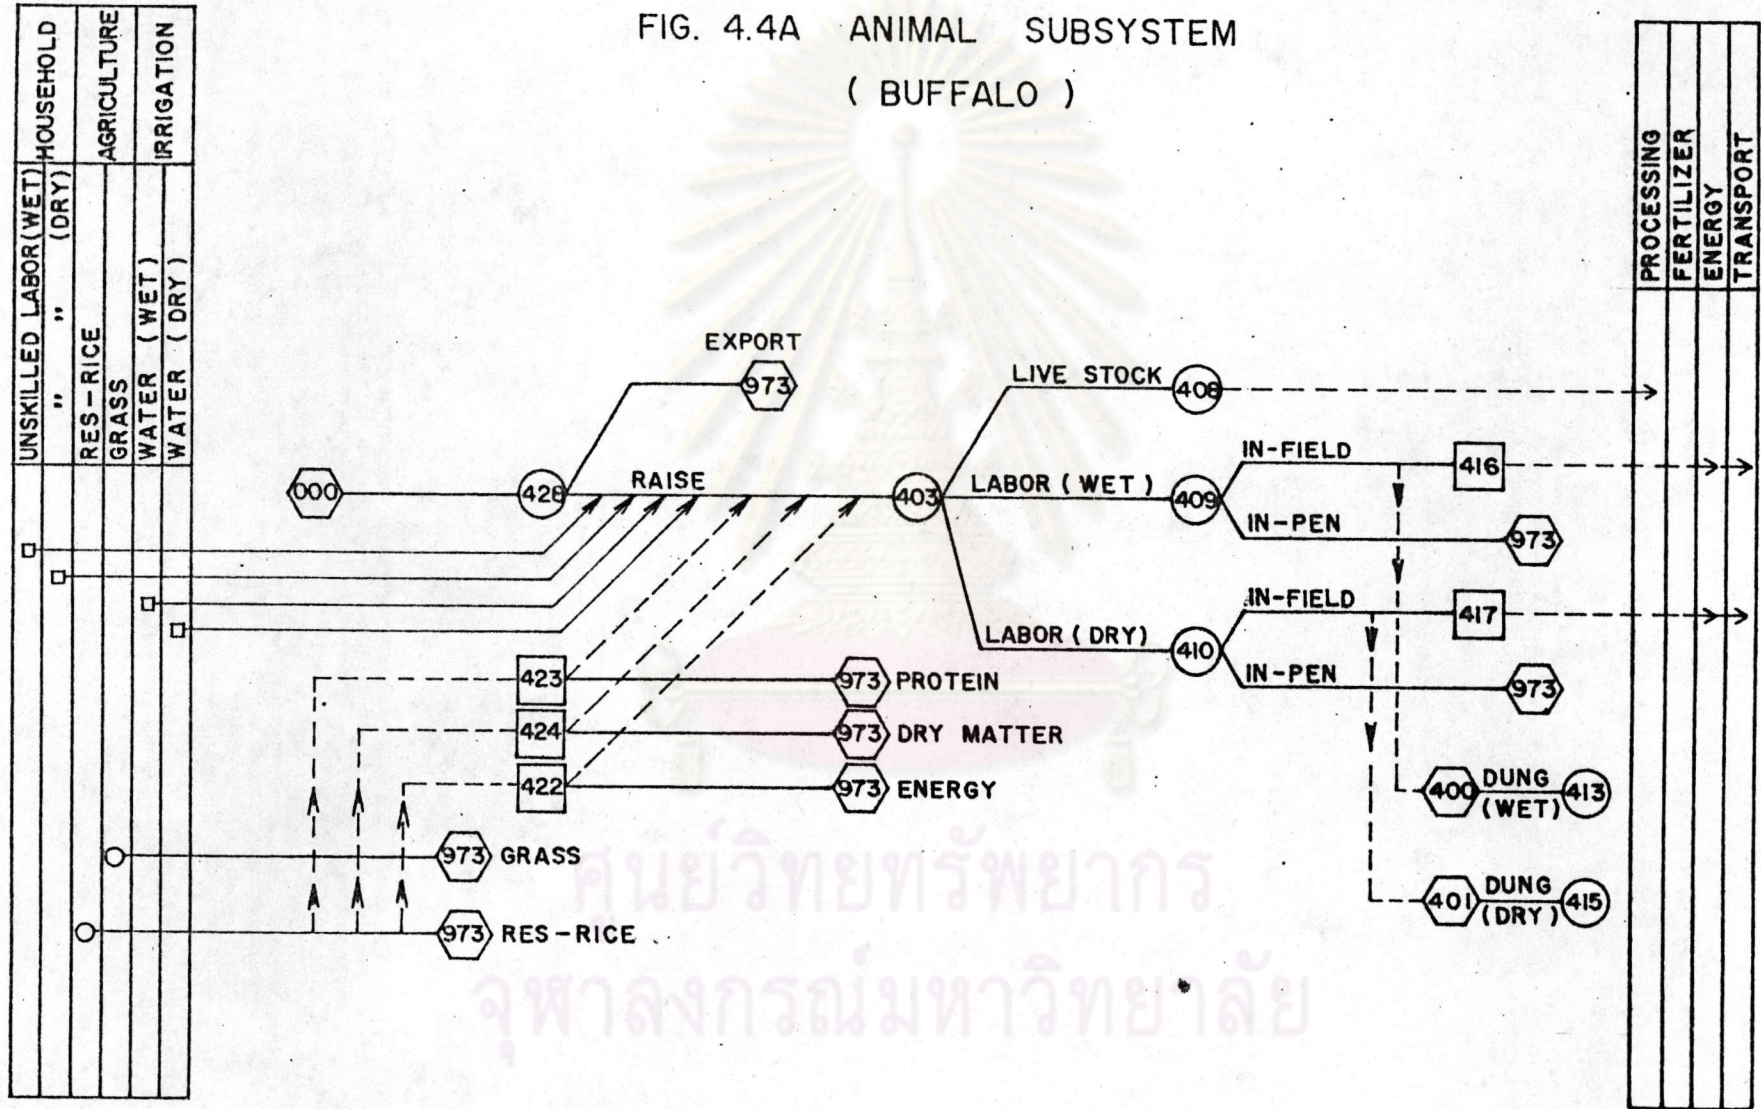 FIG. 4.4A ANIMAL SUBSYSTEM
( BUFFALO )
HOUSEHOLD
AGRICULTURE
IRRIGATION
UNSKILLED LABOR(WET)
" " (DRY)
RES-RICE
GRASS
WATER (WET)
WATER (DRY)
PROCESSING
FERTILIZER
ENERGY
TRANSPORT
EXPORT
973
000
428
RAISE
403
LIVE STOCK
408
LABOR ( WET )
409
IN-FIELD
416
IN-PEN
973
LABOR ( DRY )
410
IN-FIELD
417
IN-PEN
973
423
973 PROTEIN
424
973 DRY MATTER
422
973 ENERGY
400 DUNG (WET) 413
973 GRASS
401 DUNG (DRY) 415
973 RES-RICE
ศูนย์วิทยทรัพยากร
จุฬาลงกรณ์มหาวิทยาลัย